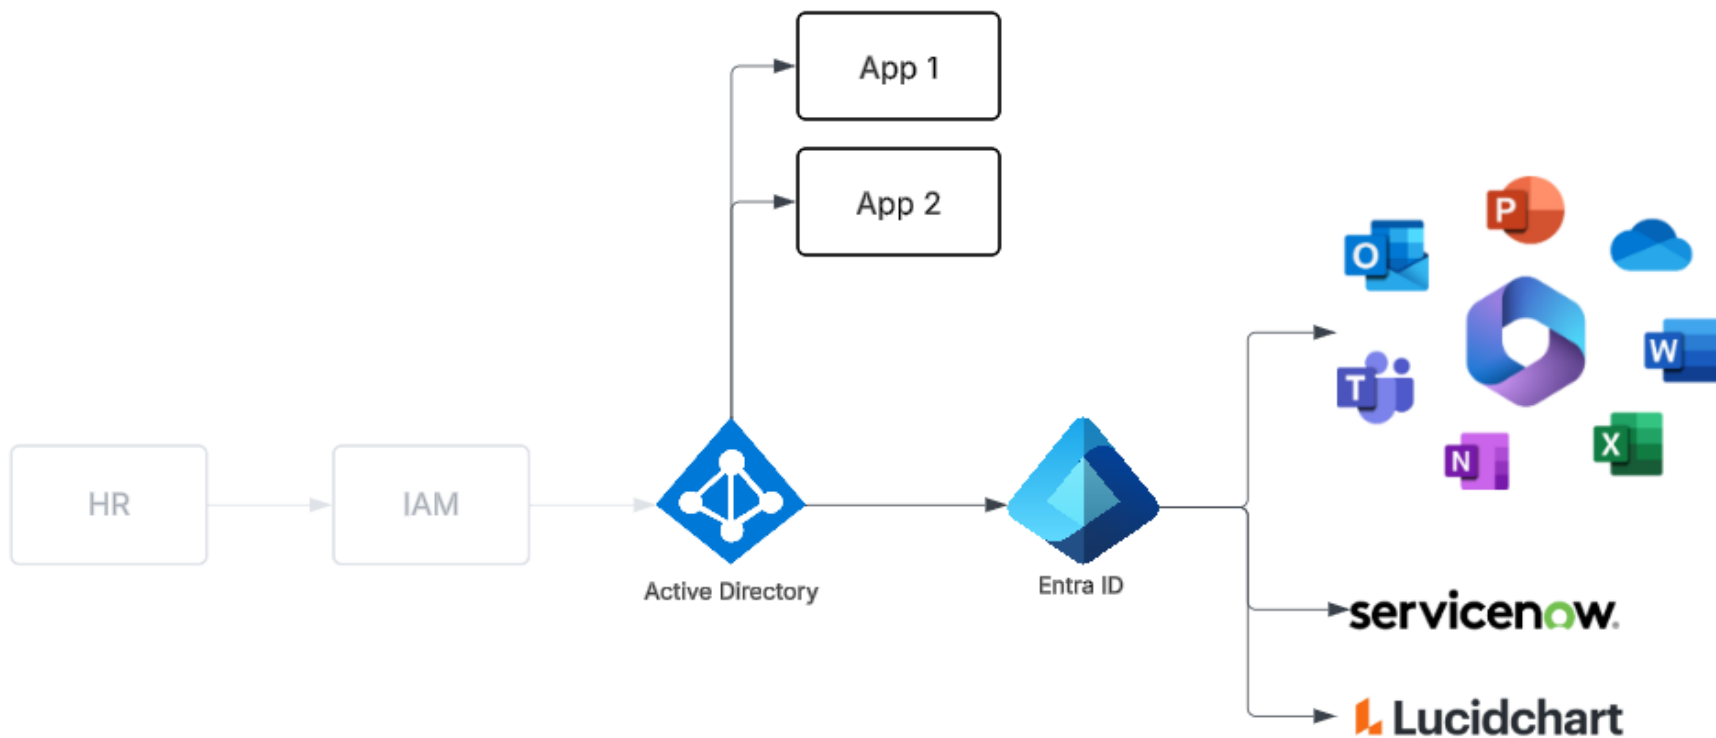 App 1
App 2
P
O
W
T
X
N
HR
IAM
Active Directory
Entra ID
servicenow.
Lucidchart